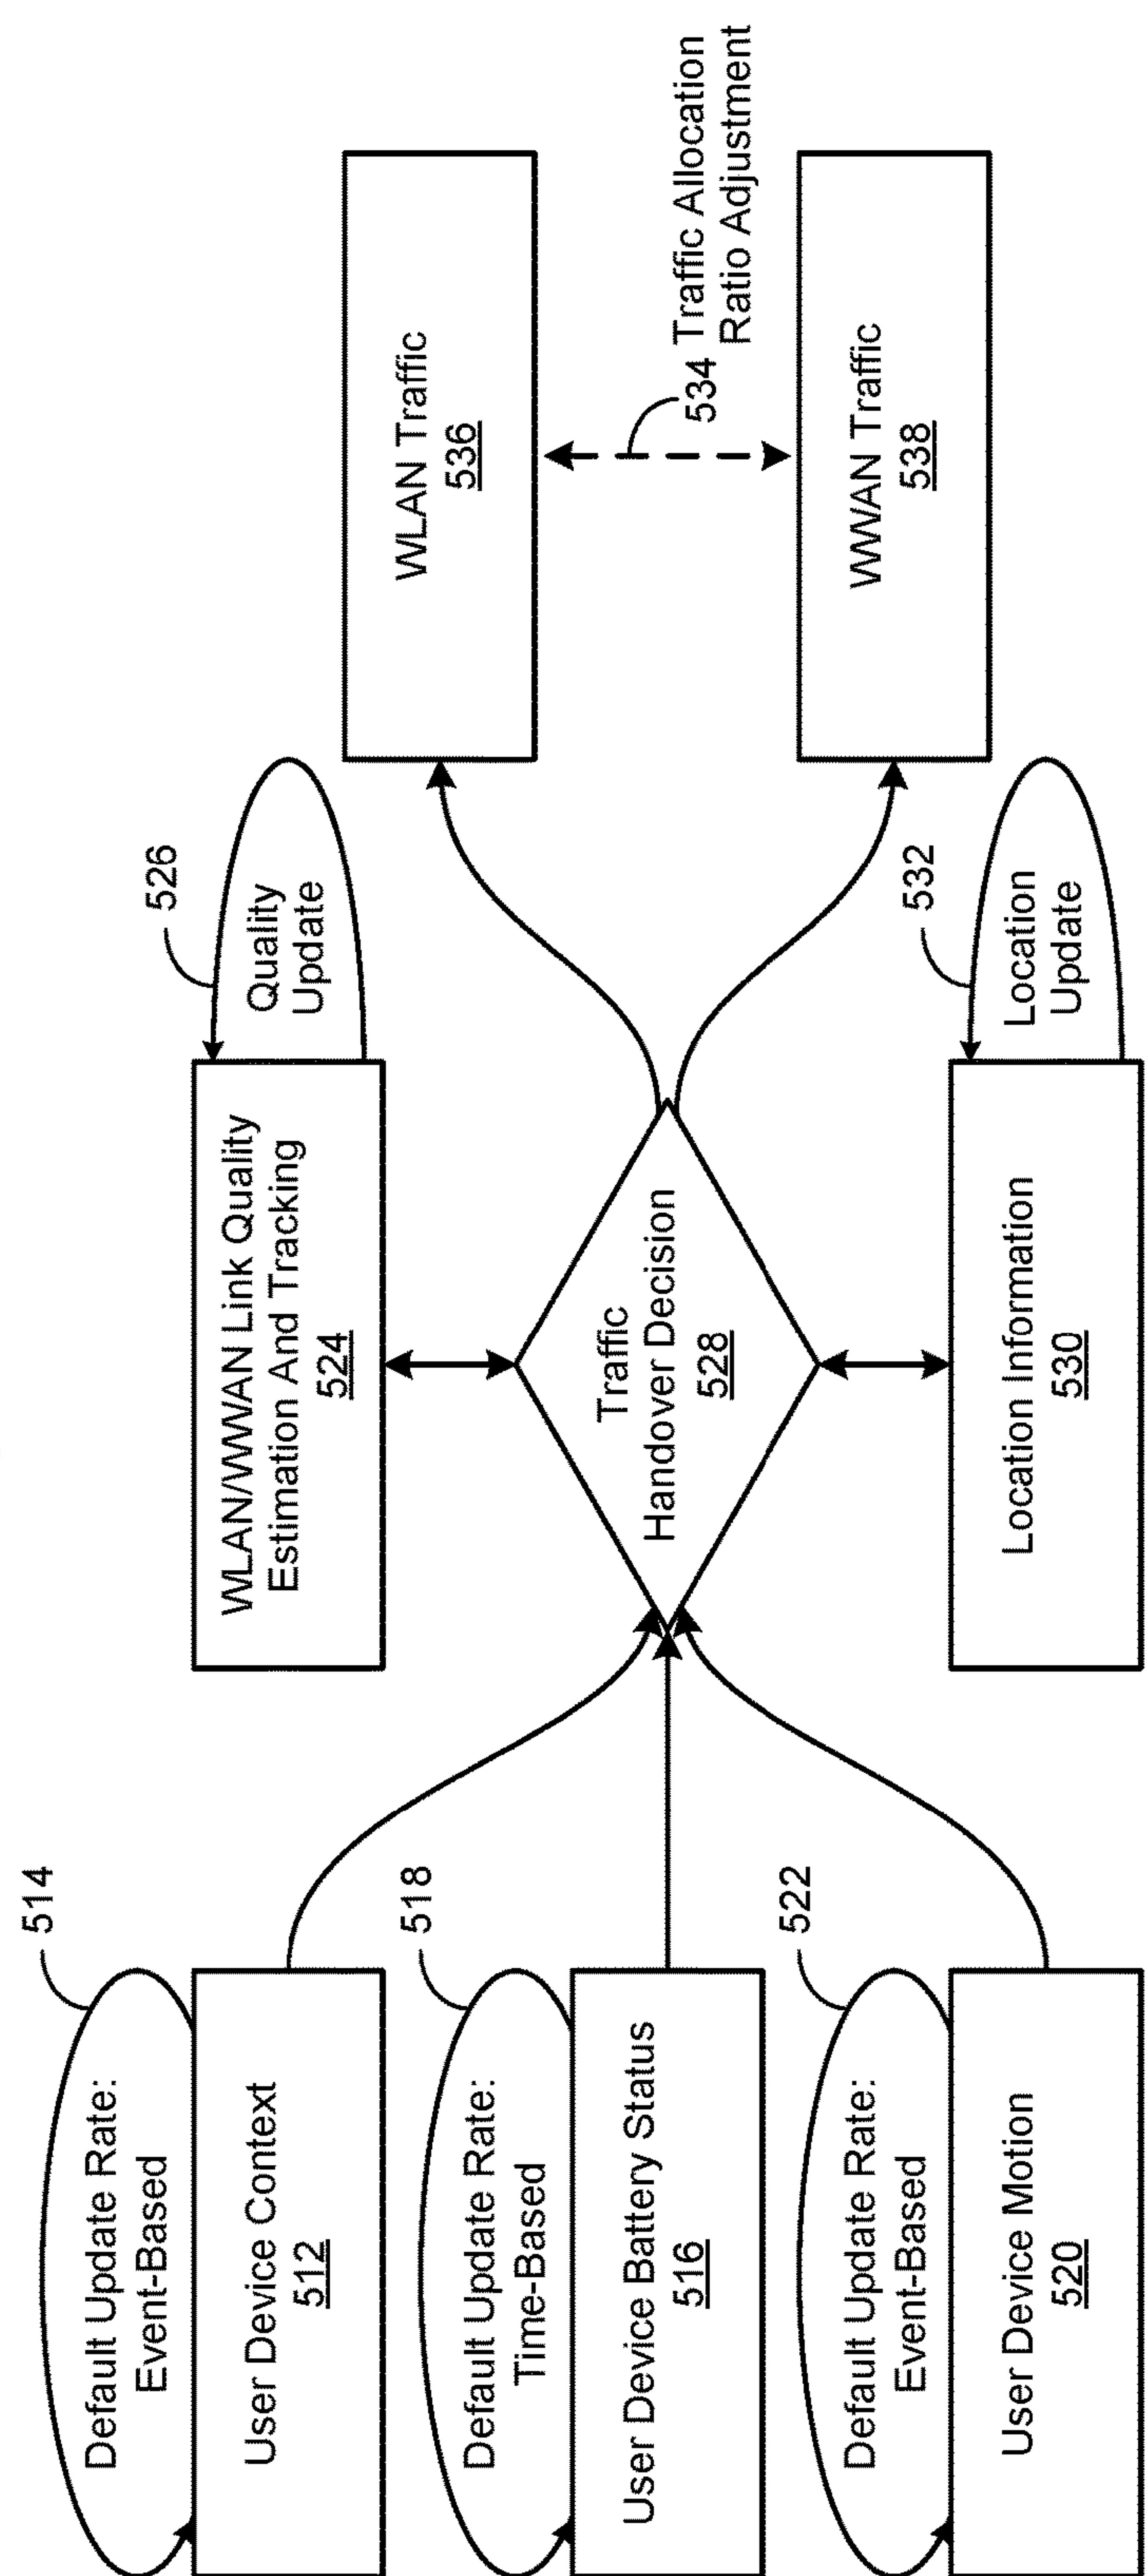 514
Default Update Rate:
Event-Based
User Device Context
512
518
Default Update Rate:
Time-Based
User Device Battery Status
516
522
Default Update Rate:
Event-Based
User Device Motion
520
526
Quality
Update
WLAN/WWAN Link Quality
Estimation And Tracking
524
Traffic
Handover Decision
528
532
Location
Update
Location Information
530
WLAN Traffic
536
534 Traffic Allocation
Ratio Adjustment
WWAN Traffic
538